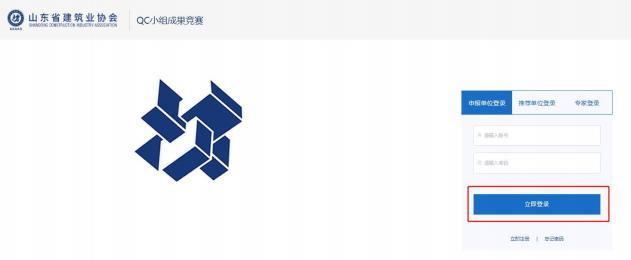 山东省建筑业协会
SHANDONG CONSTRUCTION INDUSTRY ASSOCIATION
QC小组成果竞赛
申报单位登录 推荐单位登录 专家登录
请输入账号
请输入密码
立即登录
立即注册 | 忘记密码